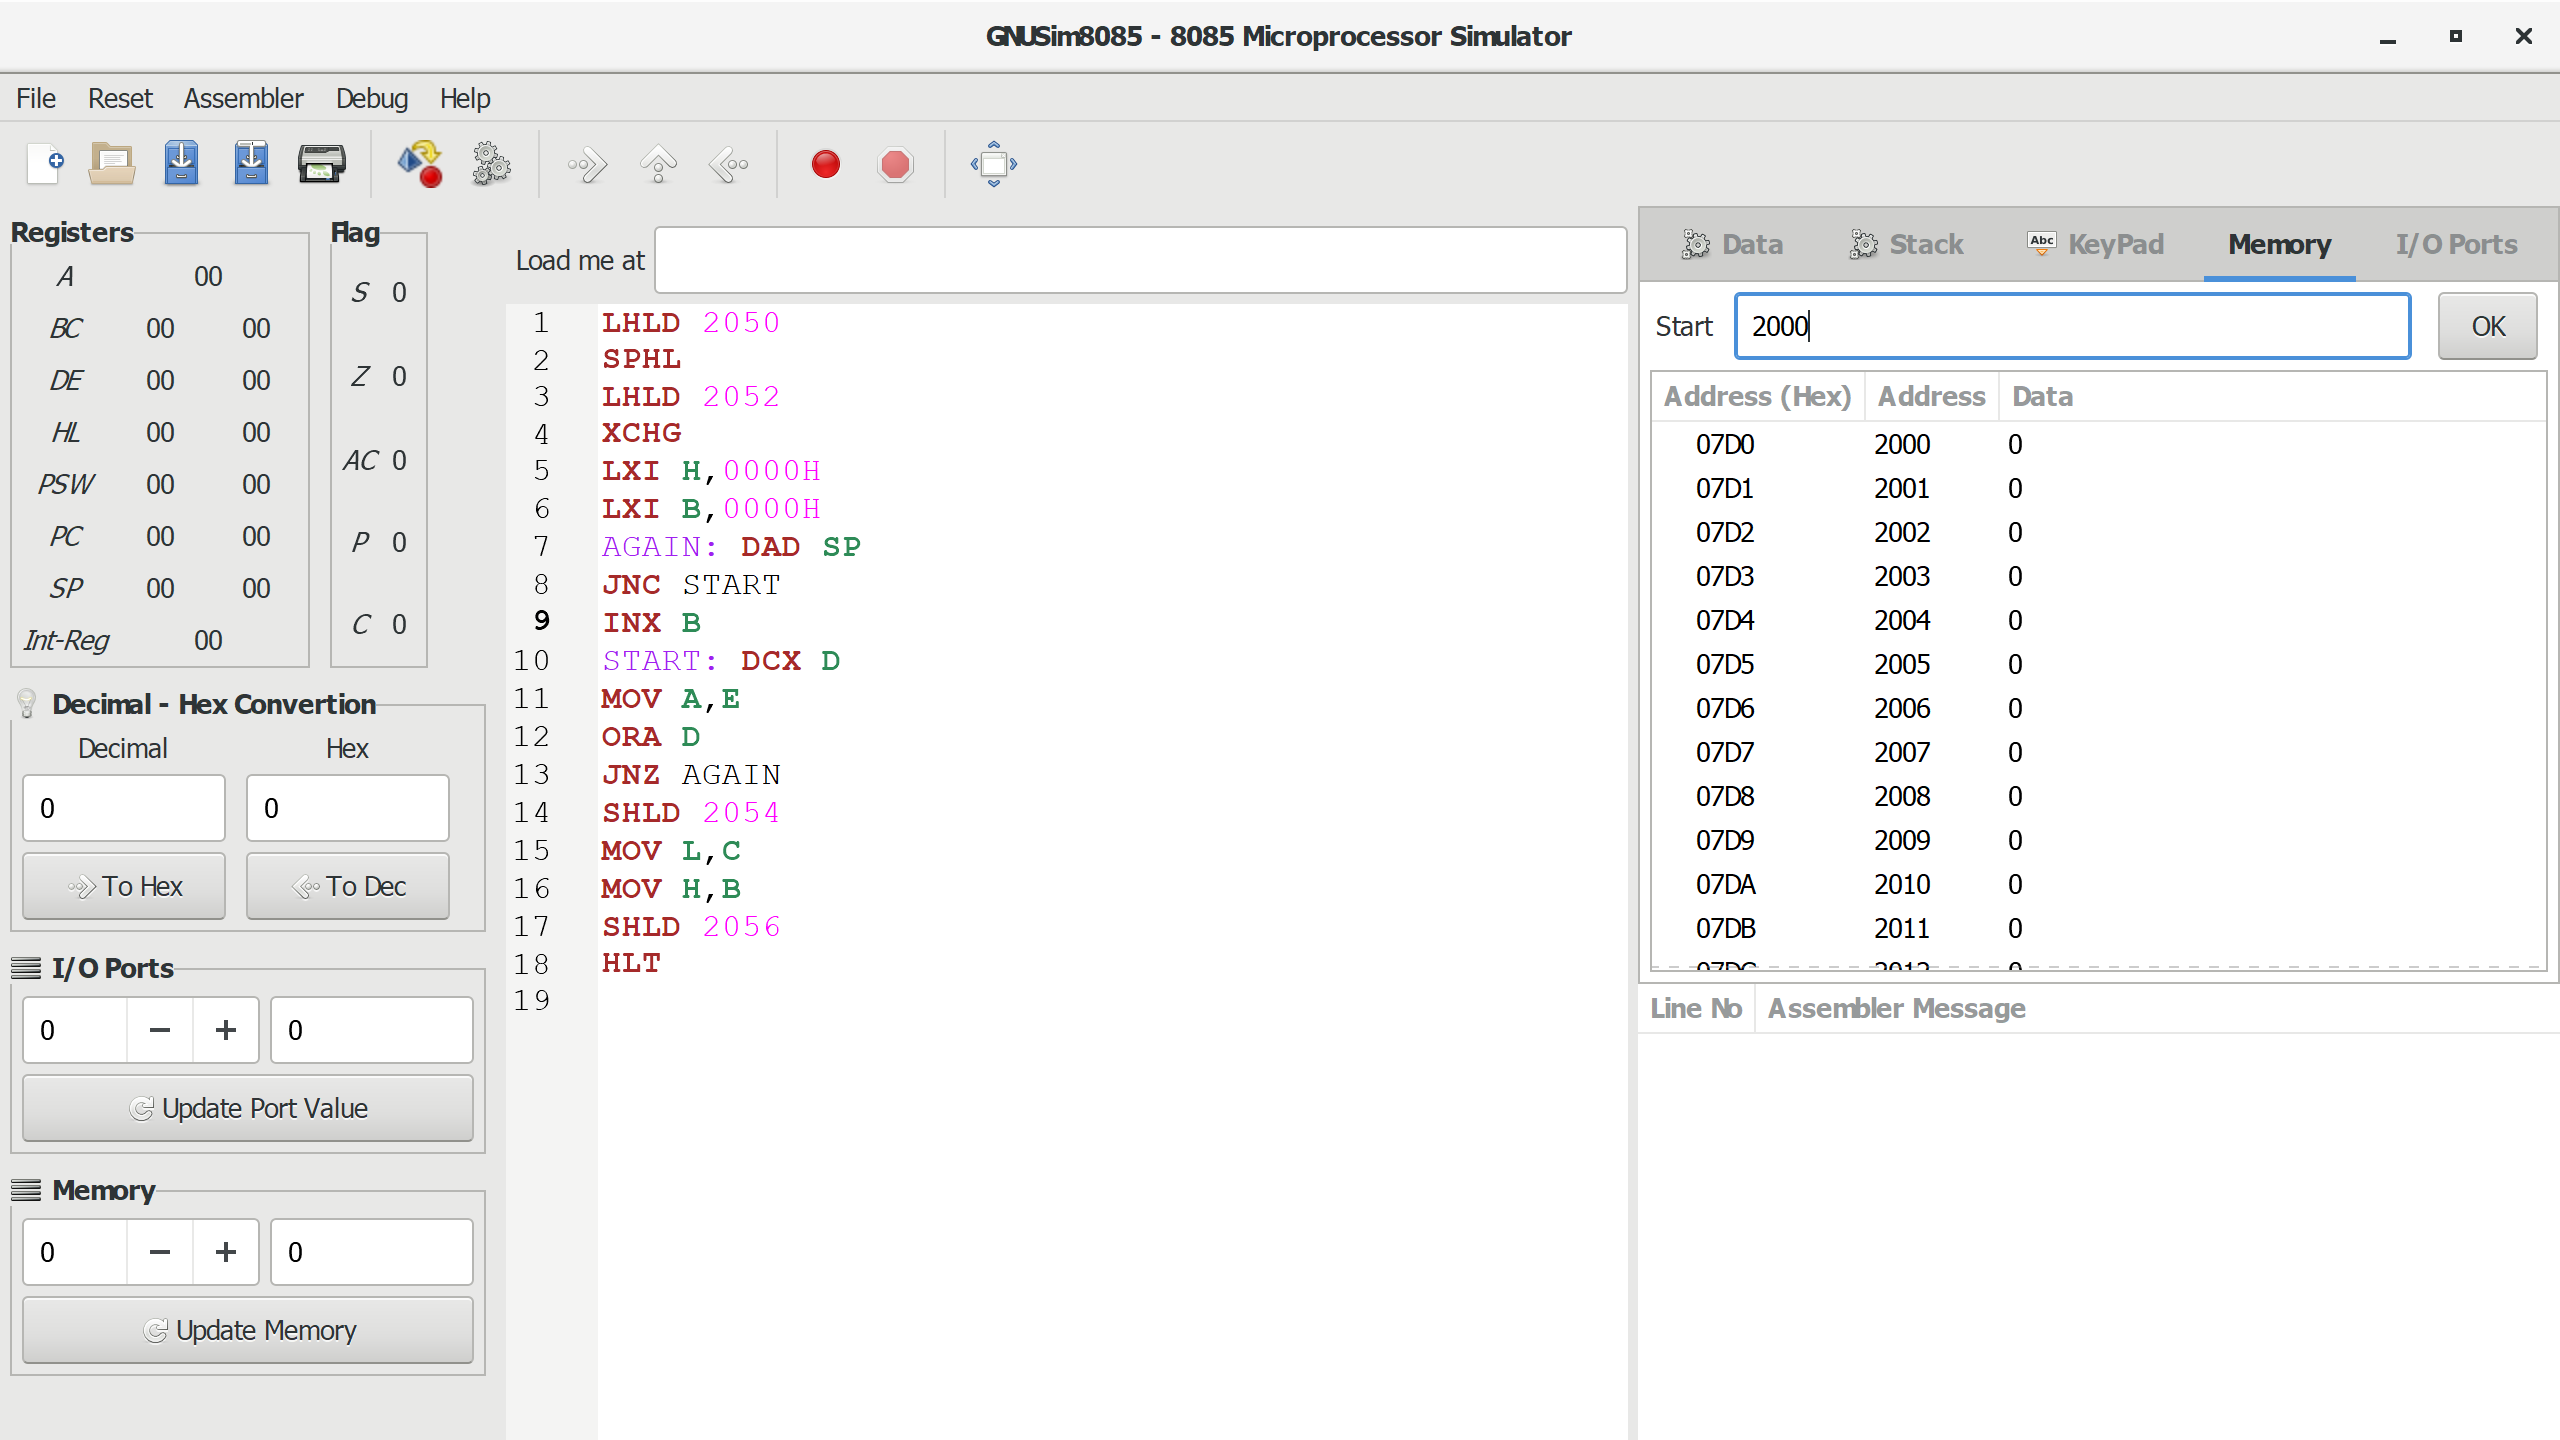 GNUSim8085 - 8085 Microprocessor Simulator
File Reset Assembler Debug Help
Registers
A 00
BC 00 00
DE 00 00
HL 00 00
PSW 00 00
PC 00 00
SP 00 00
Int-Reg 00
Flag
S 0
Z 0
AC 0
P 0
C 0
Decimal - Hex Convertion
Decimal Hex
0 0
To Hex To Dec
I/O Ports
0 − + 0
Update Port Value
Memory
0 − + 0
Update Memory
Load me at
1 LHLD 2050
2 SPHL
3 LHLD 2052
4 XCHG
5 LXI H,0000H
6 LXI B,0000H
7 AGAIN: DAD SP
8 JNC START
9 INX B
10 START: DCX D
11 MOV A,E
12 ORA D
13 JNZ AGAIN
14 SHLD 2054
15 MOV L,C
16 MOV H,B
17 SHLD 2056
18 HLT
19
Data Stack Abc KeyPad Memory I/O Ports
Start 2000 OK
Address (Hex) Address Data
07D0 2000 0
07D1 2001 0
07D2 2002 0
07D3 2003 0
07D4 2004 0
07D5 2005 0
07D6 2006 0
07D7 2007 0
07D8 2008 0
07D9 2009 0
07DA 2010 0
07DB 2011 0
07DC 2012 0
Line No Assembler Message